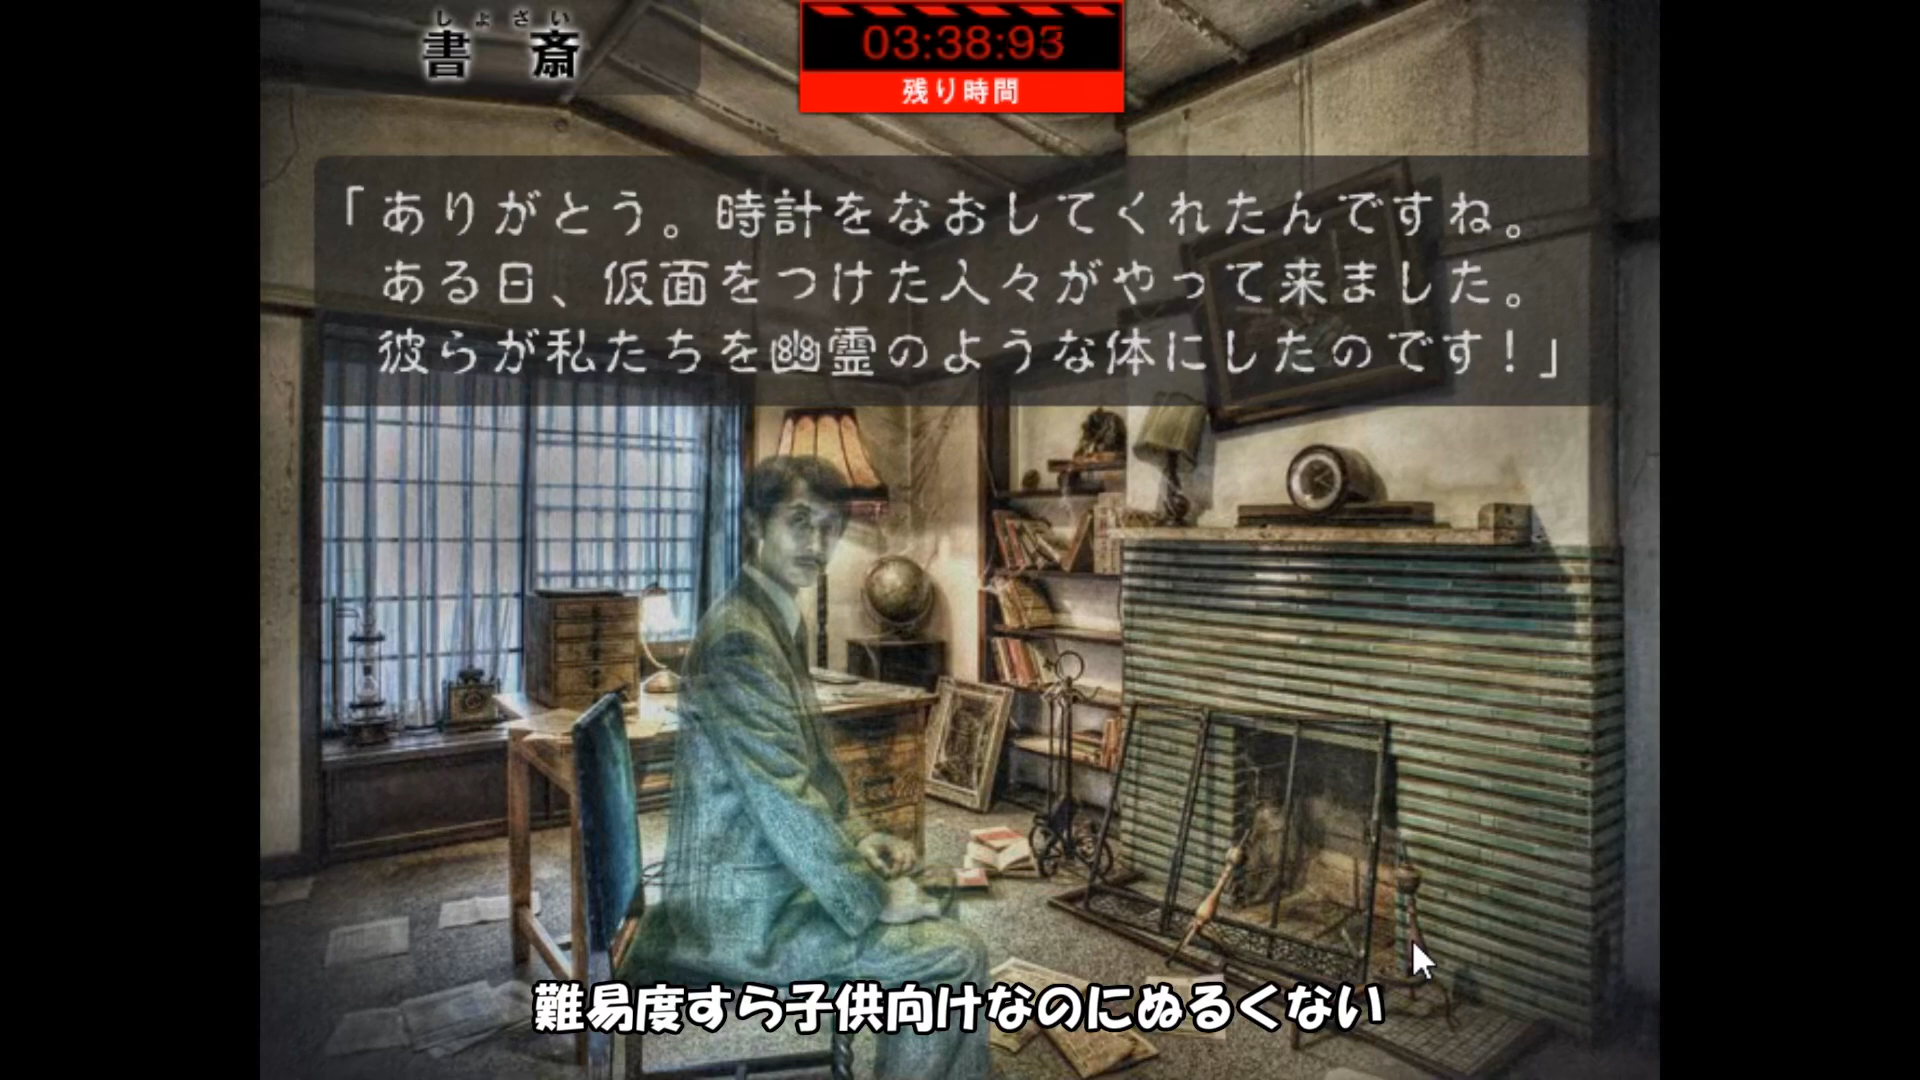 しょさい
書斎
03:38:93
残り時間
「ありがとう。時計をなおしてくれたんですね。
ある日、仮面をつけた人々がやって来ました。
彼らが私たちを幽霊のような体にしたのです！」
難易度すら子供向けなのにぬるくない